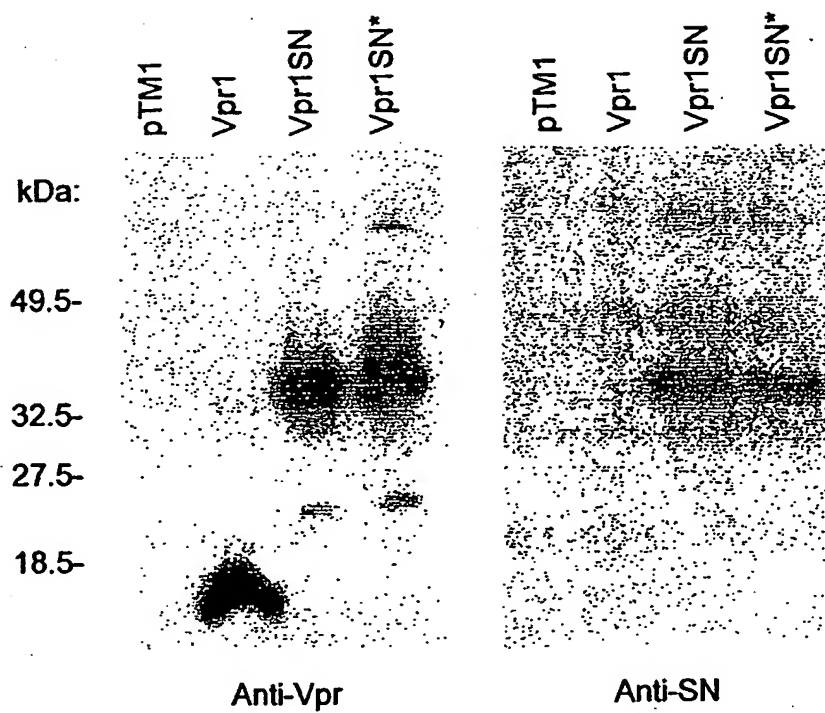 pTM1 Vpr1 Vpr1SN Vpr1SN* pTM1 Vpr1 Vpr1SN Vpr1SN*
kDa:
49.5-
32.5-
27.5-
18.5-
Anti-Vpr Anti-SN